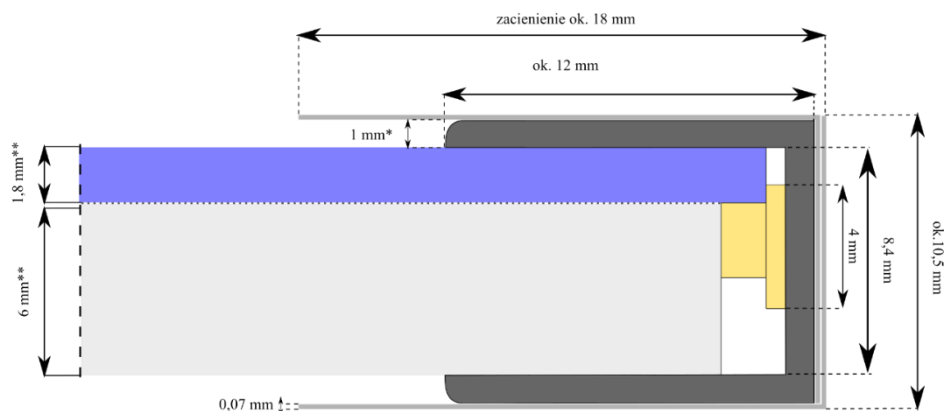 zacienienie ok. 18 mm
ok. 12 mm
1 mm*
1,8 mm**
6 mm**
4 mm
8,4 mm
ok.10,5 mm
0,07 mm